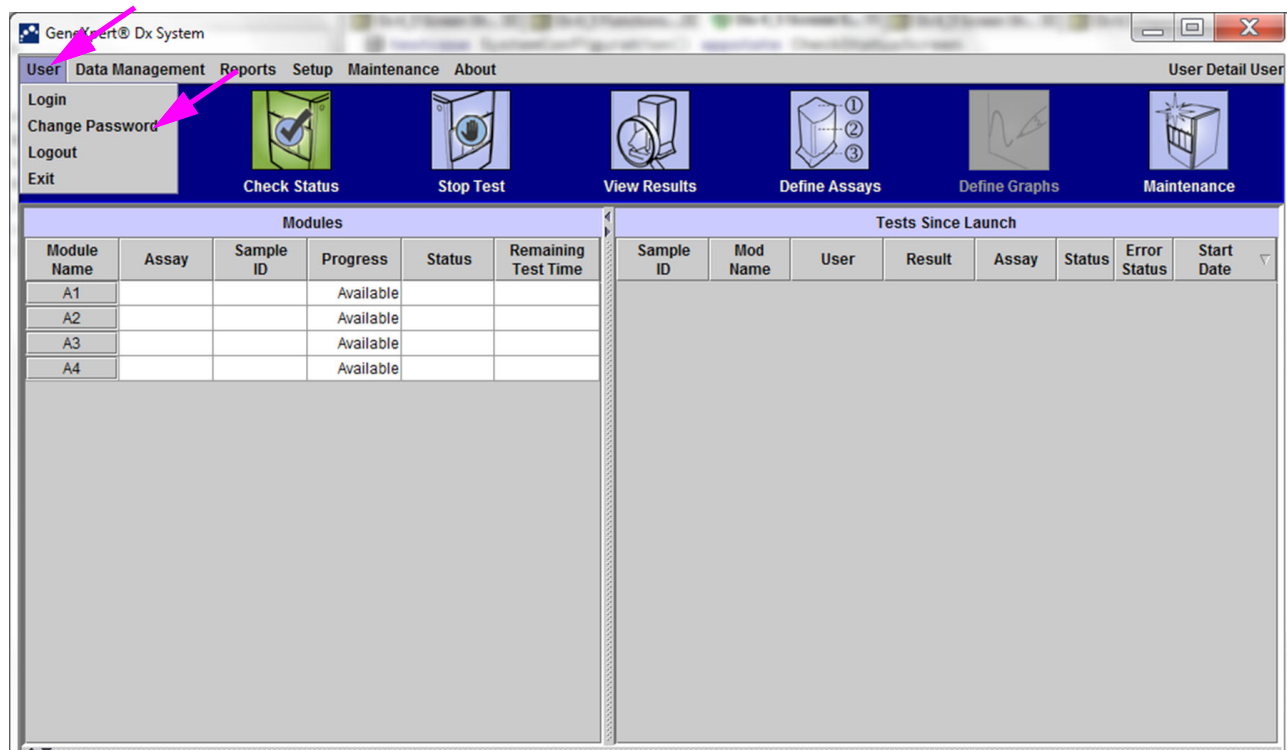 GeneXpert® Dx System
User Data Management Reports Setup Maintenance About User Detail User
Login
Change Password
Logout
Exit
Check Status Stop Test View Results Define Assays Define Graphs Maintenance
1
2
3
Modules
Module Name Assay Sample ID Progress Status Remaining Test Time
A1 Available
A2 Available
A3 Available
A4 Available
Tests Since Launch
Sample ID Mod Name User Result Assay Status Error Status Start Date